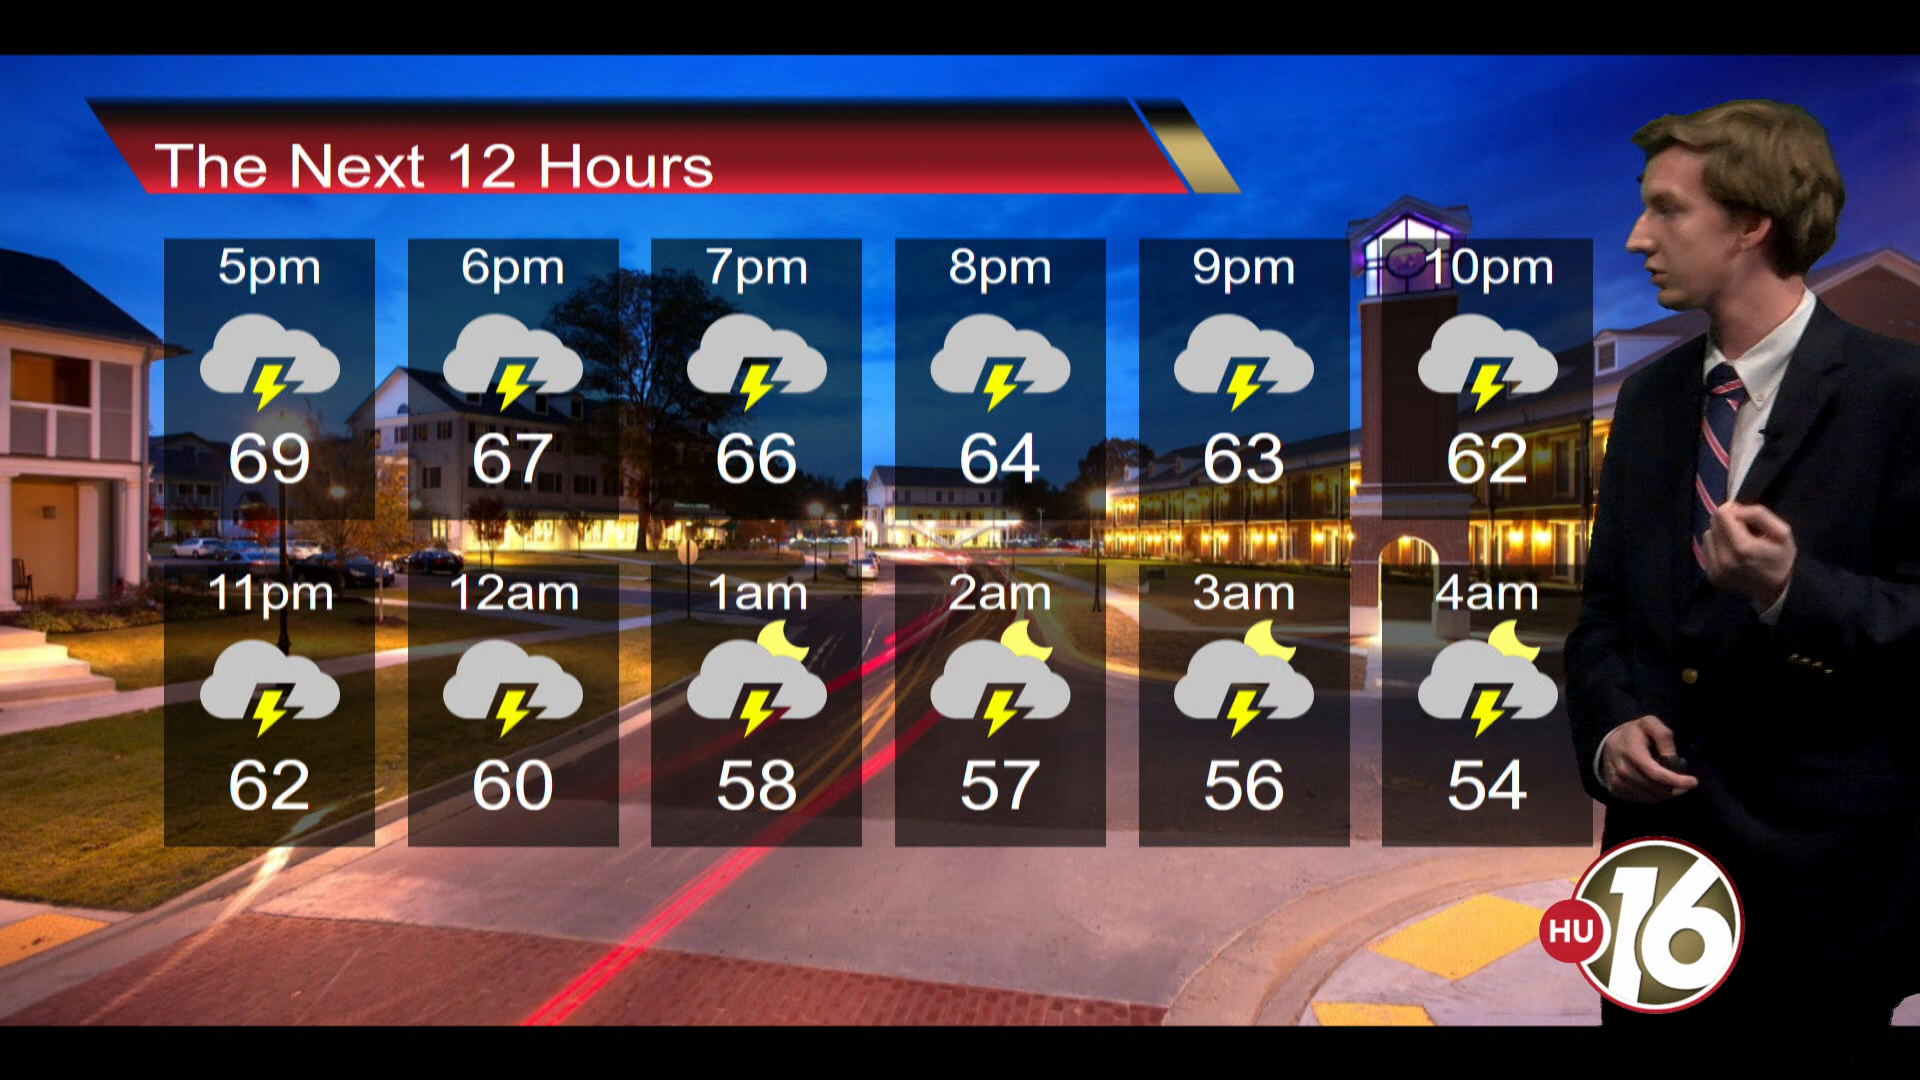 The Next 12 Hours
5pm 6pm 7pm 8pm 9pm 10pm
69 67 66 64 63 62
11pm 12am 1am 2am 3am 4am
62 60 58 57 56 54
HU 16